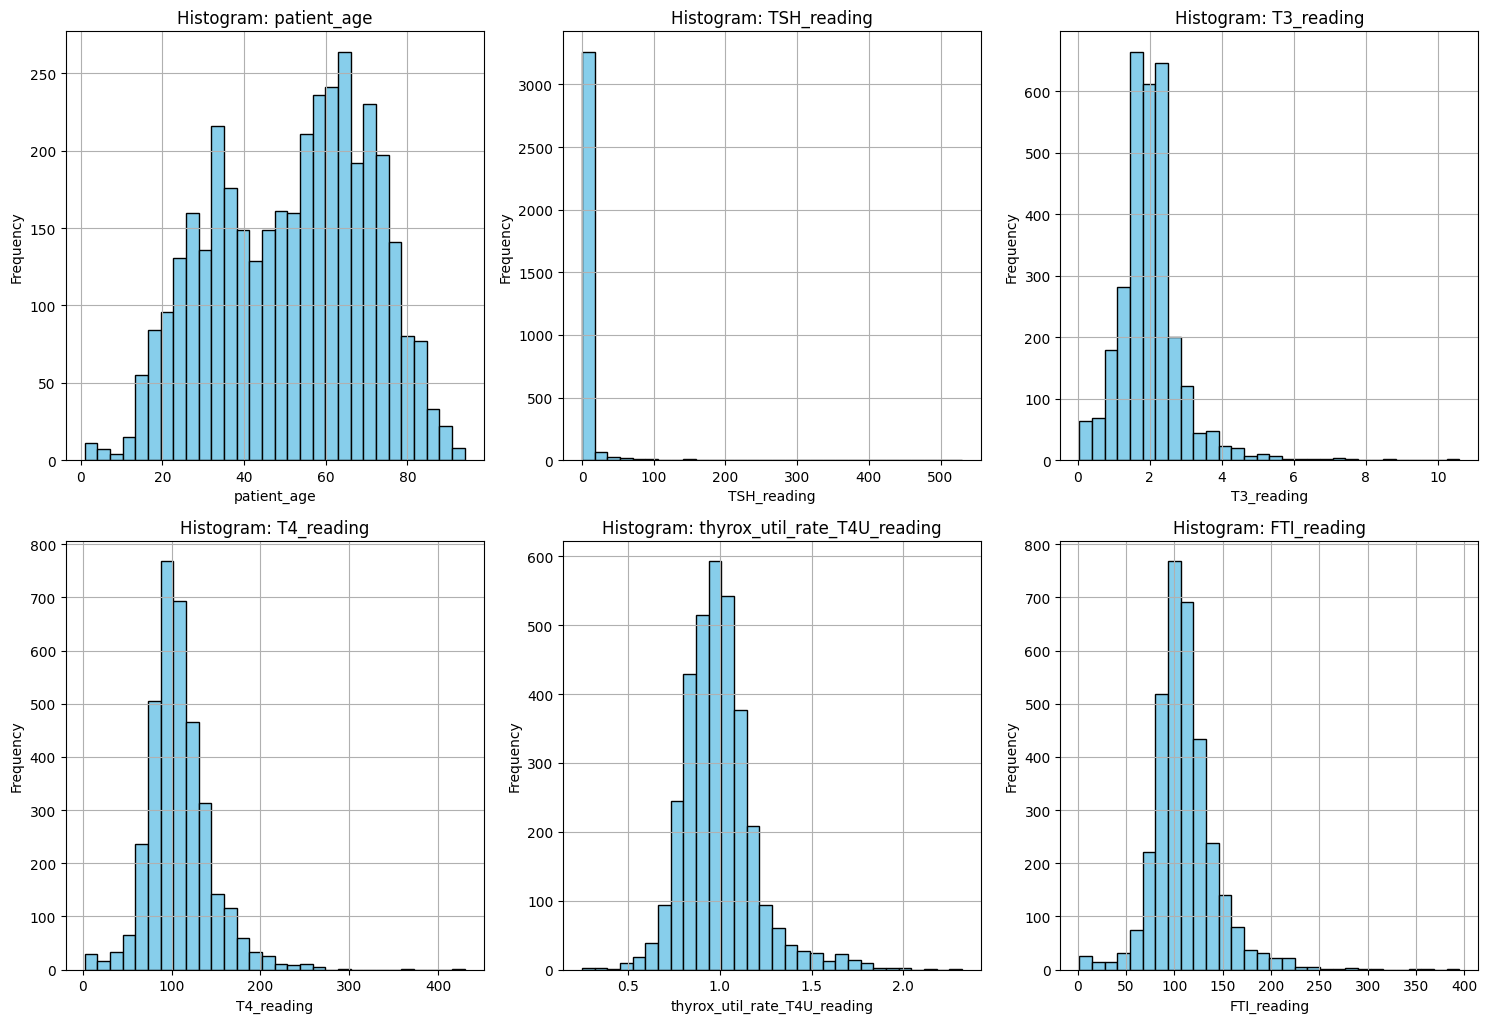 Histogram: patient_age
Frequency
250
200
150
100
50
0
0 20 40 60 80
patient_age
Histogram: TSH_reading
Frequency
3000
2500
2000
1500
1000
500
0
0 100 200 300 400 500
TSH_reading
Histogram: T3_reading
Frequency
600
500
400
300
200
100
0
0 2 4 6 8 10
T3_reading
Histogram: T4_reading
Frequency
800
700
600
500
400
300
200
100
0
0 100 200 300 400
T4_reading
Histogram: thyrox_util_rate_T4U_reading
Frequency
600
500
400
300
200
100
0
0.5 1.0 1.5 2.0
thyrox_util_rate_T4U_reading
Histogram: FTI_reading
Frequency
800
700
600
500
400
300
200
100
0
0 50 100 150 200 250 300 350 400
FTI_reading